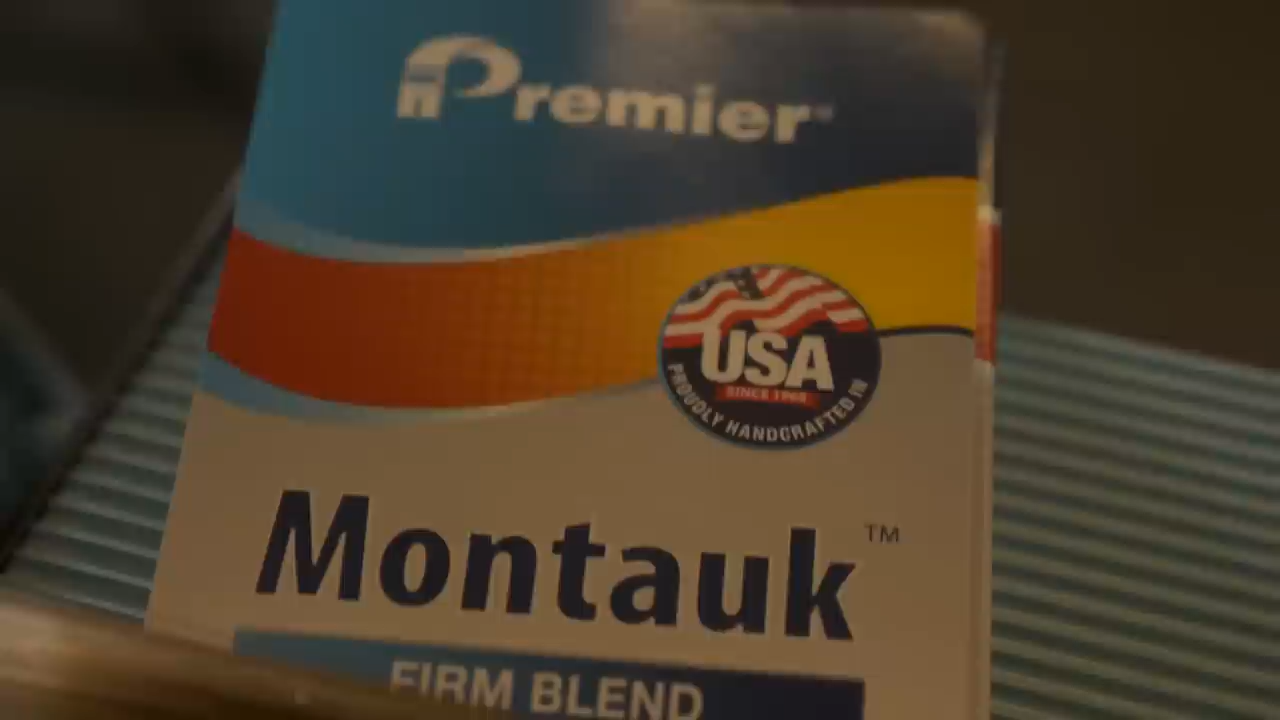 Premier
USA
SINCE 1968
PROUDLY HANDCRAFTED IN
Montauk™
FIRM BLEND